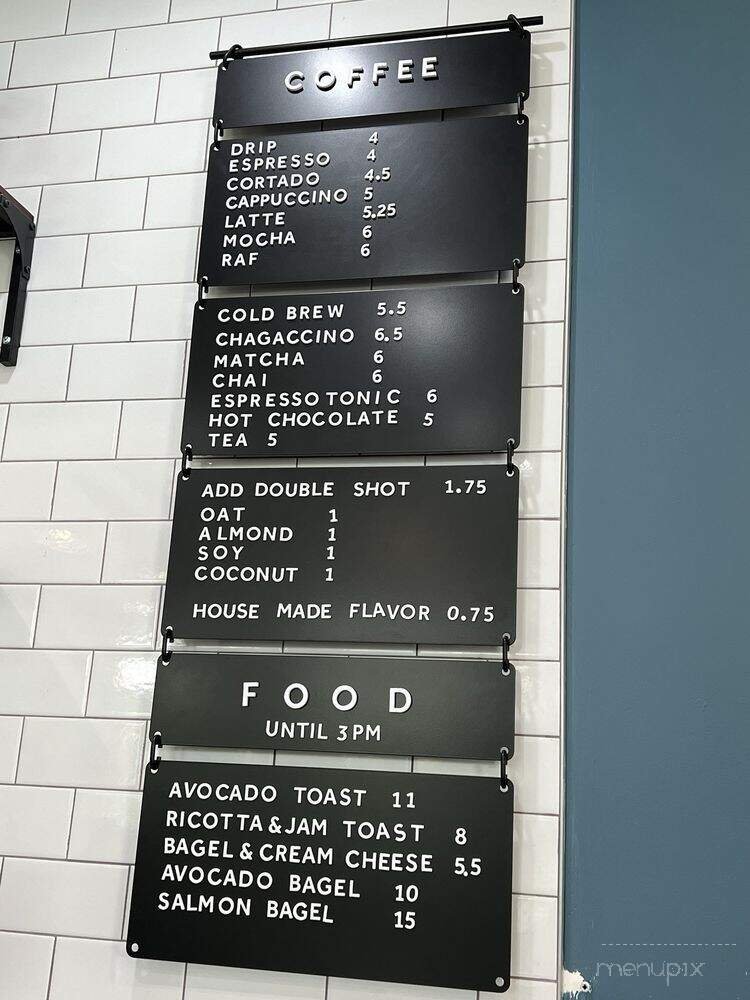 COFFEE
DRIP 4
ESPRESSO 4
CORTADO 4.5
CAPPUCCINO 5
LATTE 5.25
MOCHA 6
RAF 6
COLD BREW 5.5
CHAGACCINO 6.5
MATCHA 6
CHAI 6
ESPRESSO TONIC 6
HOT CHOCOLATE 5
TEA 5
ADD DOUBLE SHOT 1.75
OAT 1
ALMOND 1
SOY 1
COCONUT 1
HOUSE MADE FLAVOR 0.75
FOOD
UNTIL 3PM
AVOCADO TOAST 11
RICOTTA & JAM TOAST 8
BAGEL & CREAM CHEESE 5.5
AVOCADO BAGEL 10
SALMON BAGEL 15
menupix